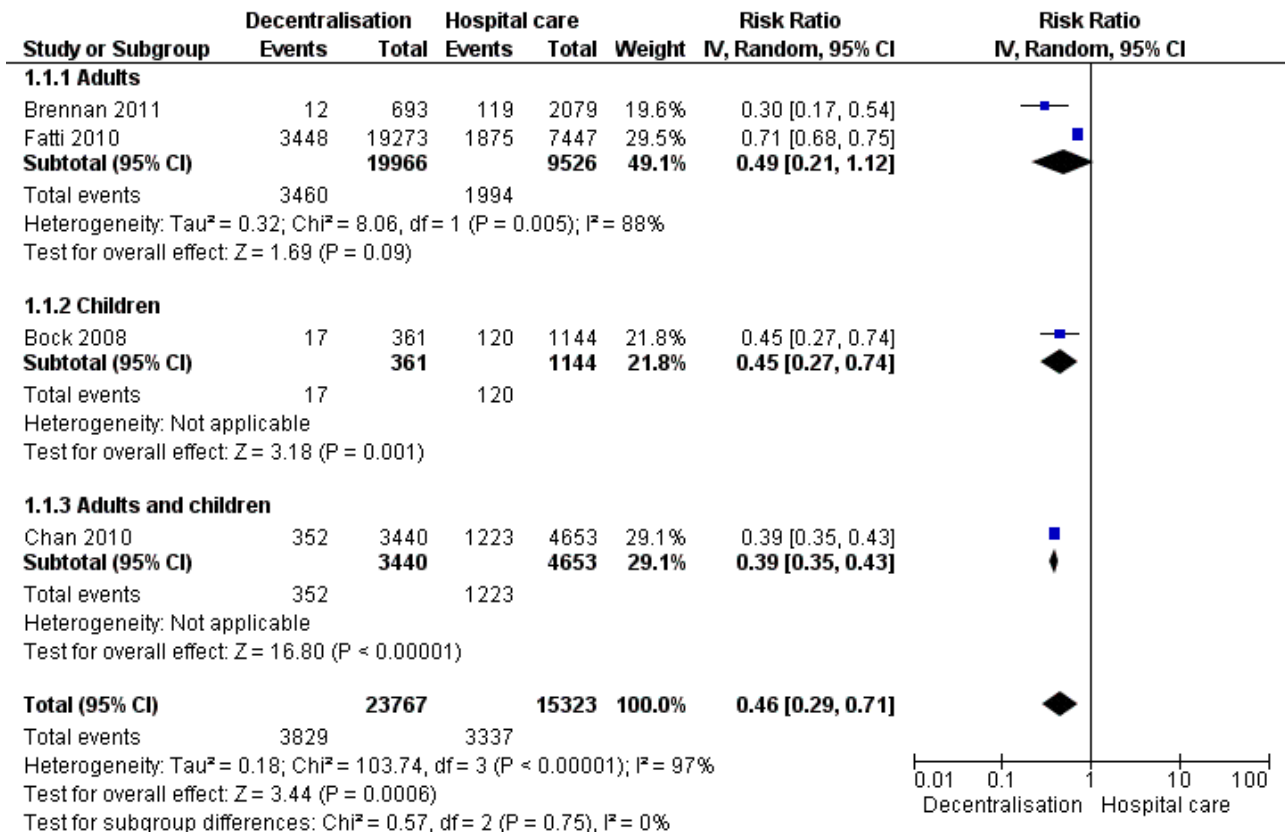 Decentralisation Hospital care Risk Ratio Risk Ratio
Study or Subgroup Events Total Events Total Weight IV, Random, 95% CI IV, Random, 95% CI
1.1.1 Adults
Brennan 2011 12 693 119 2079 19.6% 0.30 [0.17, 0.54]
Fatti 2010 3448 19273 1875 7447 29.5% 0.71 [0.68, 0.75]
Subtotal (95% CI) 19966 9526 49.1% 0.49 [0.21, 1.12]
Total events 3460 1994
Heterogeneity: Tau² = 0.32; Chi² = 8.06, df = 1 (P = 0.005); I² = 88%
Test for overall effect: Z = 1.69 (P = 0.09)
1.1.2 Children
Bock 2008 17 361 120 1144 21.8% 0.45 [0.27, 0.74]
Subtotal (95% CI) 361 1144 21.8% 0.45 [0.27, 0.74]
Total events 17 120
Heterogeneity: Not applicable
Test for overall effect: Z = 3.18 (P = 0.001)
1.1.3 Adults and children
Chan 2010 352 3440 1223 4653 29.1% 0.39 [0.35, 0.43]
Subtotal (95% CI) 3440 4653 29.1% 0.39 [0.35, 0.43]
Total events 352 1223
Heterogeneity: Not applicable
Test for overall effect: Z = 16.80 (P < 0.00001)
Total (95% CI) 23767 15323 100.0% 0.46 [0.29, 0.71]
Total events 3829 3337
Heterogeneity: Tau² = 0.18; Chi² = 103.74, df = 3 (P < 0.00001); I² = 97%
Test for overall effect: Z = 3.44 (P = 0.0006)
Test for subgroup differences: Chi² = 0.57, df = 2 (P = 0.75), I² = 0%
0.01 0.1 1 10 100
Decentralisation Hospital care